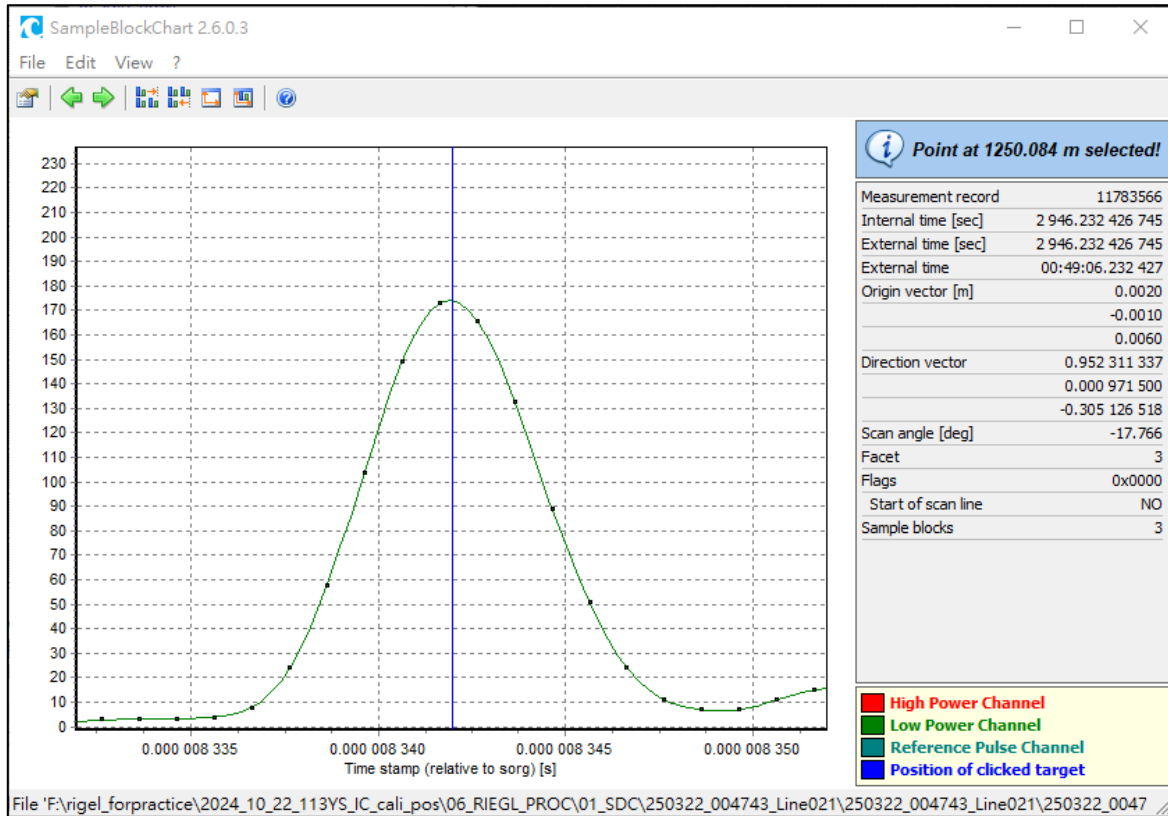 SampleBlockChart 2.6.0.3
File Edit View ?
Point at 1250.084 m selected!
Measurement record 11783566
Internal time [sec] 2 946.232 426 745
External time [sec] 2 946.232 426 745
External time 00:49:06.232 427
Origin vector [m] 0.0020
-0.0010
0.0060
Direction vector 0.952 311 337
0.000 971 500
-0.305 126 518
Scan angle [deg] -17.766
Facet 3
Flags 0x0000
Start of scan line NO
Sample blocks 3
230
220
210
200
190
180
170
160
150
140
130
120
110
100
90
80
70
60
50
40
30
20
10
0
0.000 008 335 0.000 008 340 0.000 008 345 0.000 008 350
Time stamp (relative to sorg) [s]
High Power Channel
Low Power Channel
Reference Pulse Channel
Position of clicked target
File 'F:\rigel_forpractice\2024_10_22_113YS_IC_cali_pos\06_RIEGL_PROC\01_SDC\250322_004743_Line021\250322_004743_Line021\250322_0047